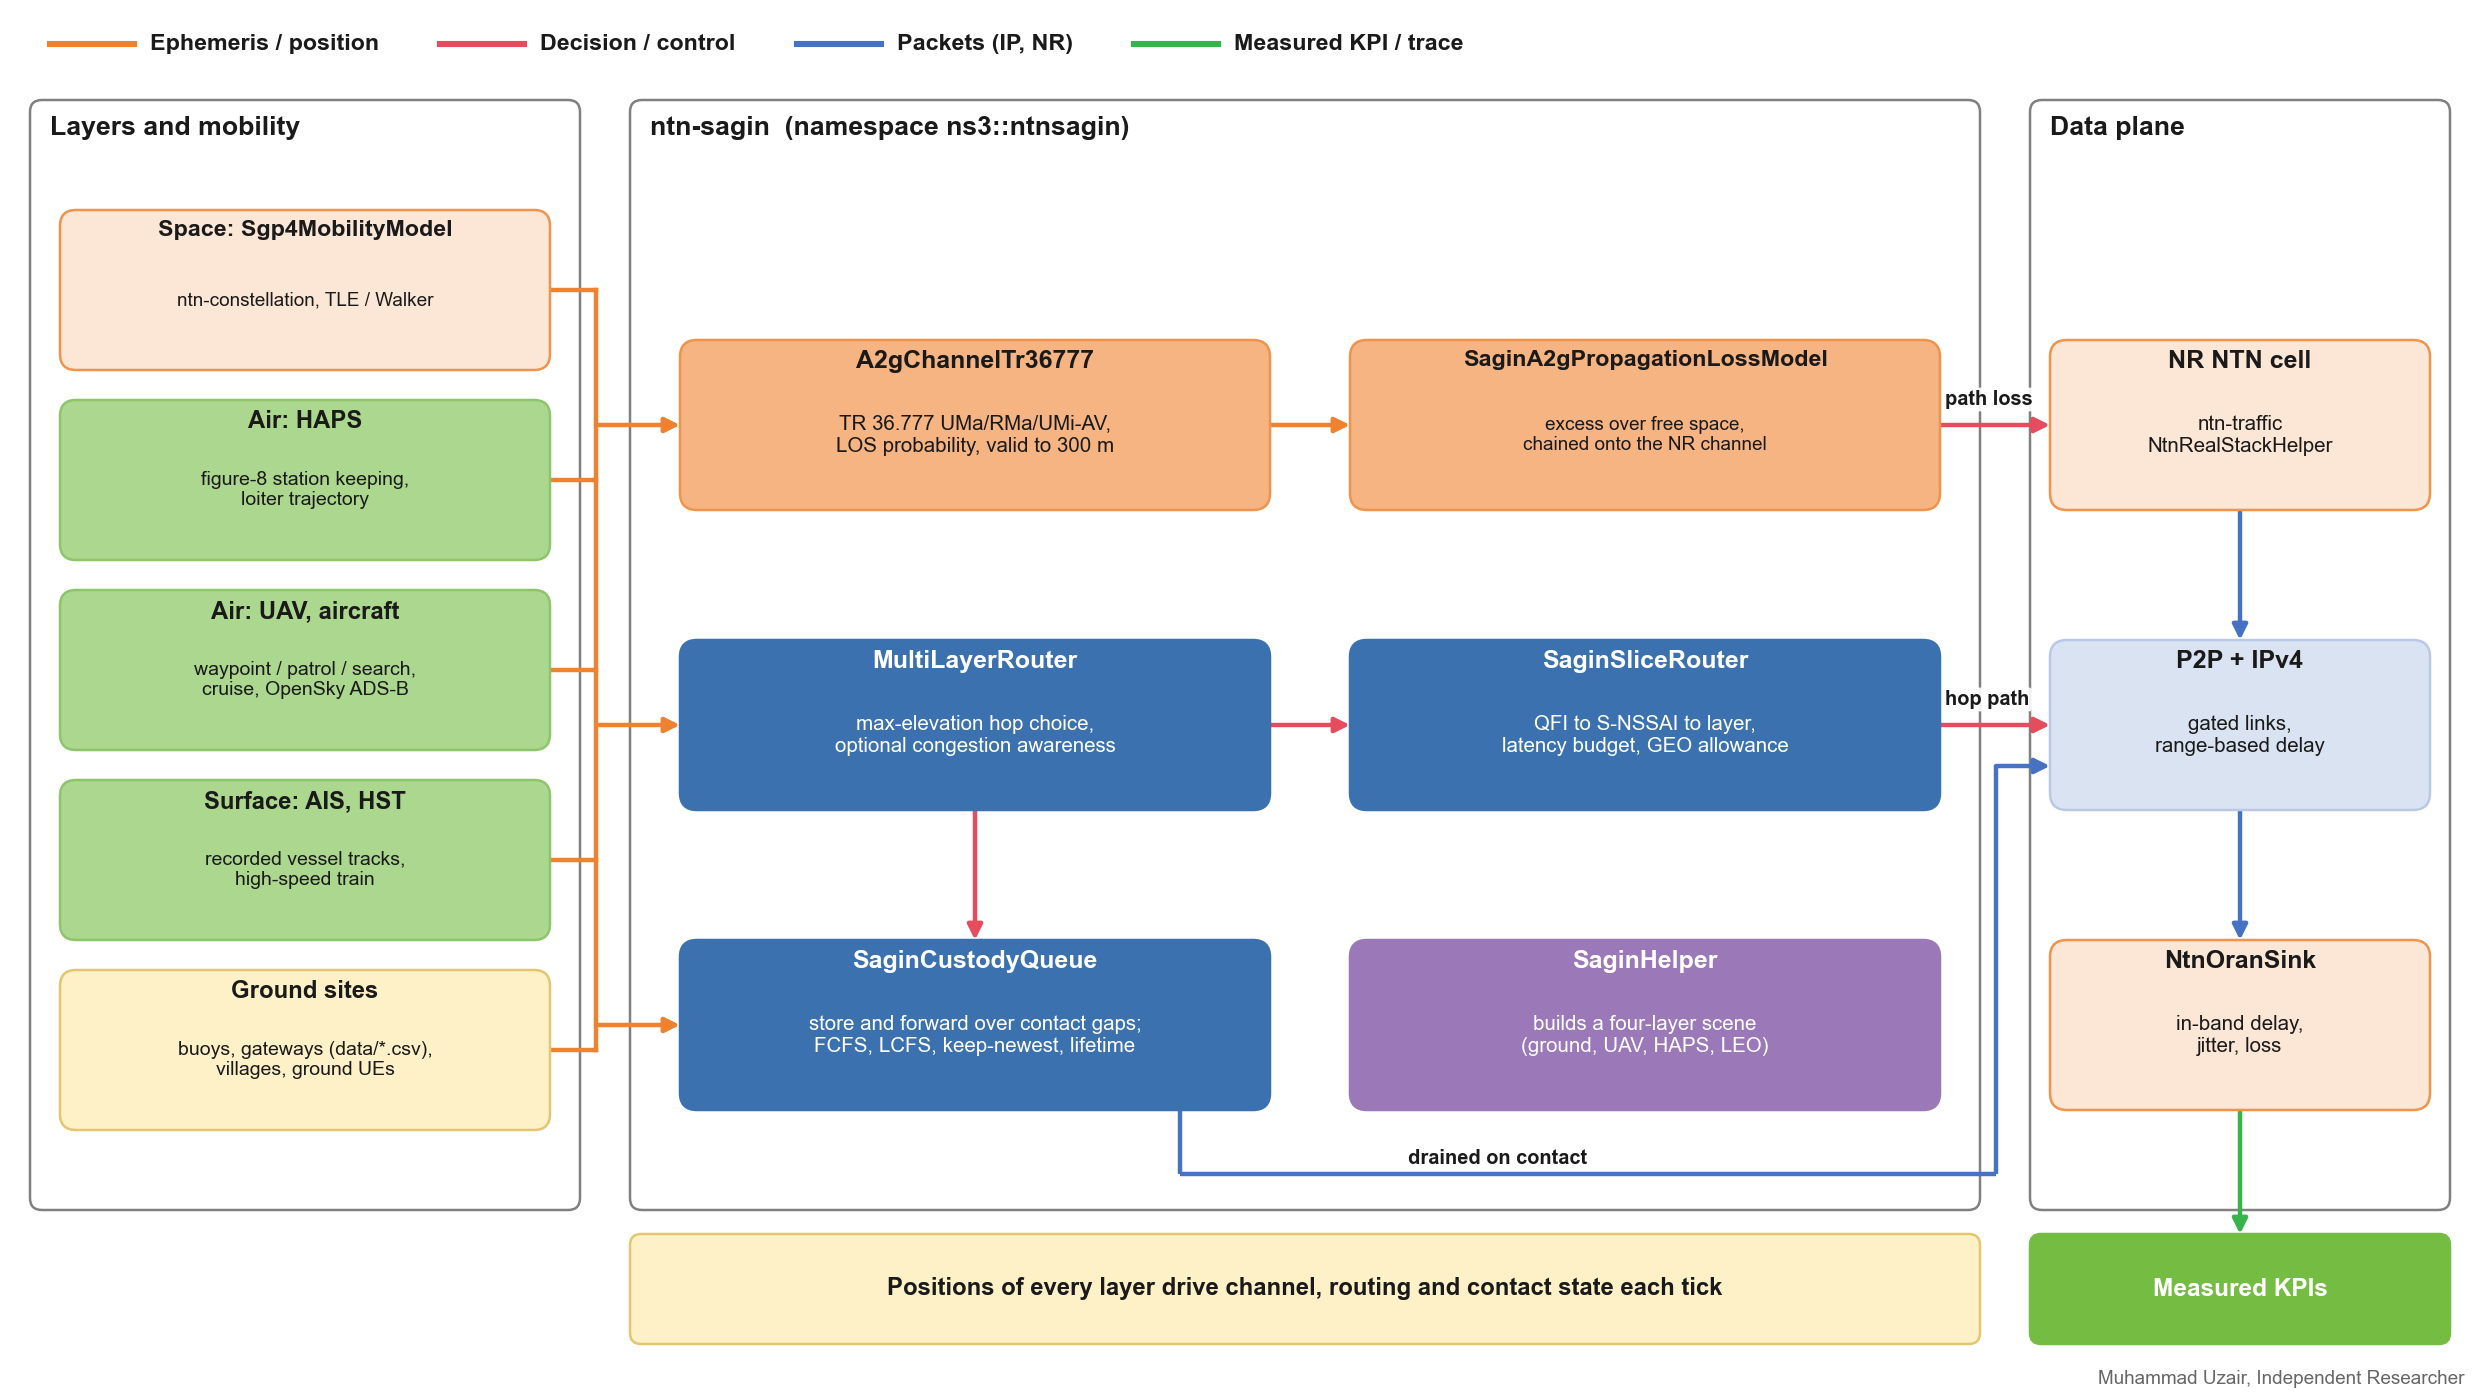 Ephemeris / position
Decision / control
Packets (IP, NR)
Measured KPI / trace
Layers and mobility
Space: Sgp4MobilityModel
ntn-constellation, TLE / Walker
Air: HAPS
figure-8 station keeping,
loiter trajectory
Air: UAV, aircraft
waypoint / patrol / search,
cruise, OpenSky ADS-B
Surface: AIS, HST
recorded vessel tracks,
high-speed train
Ground sites
buoys, gateways (data/*.csv),
villages, ground UEs
ntn-sagin (namespace ns3::ntnsagin)
A2gChannelTr36777
TR 36.777 UMa/RMa/UMi-AV,
LOS probability, valid to 300 m
SaginA2gPropagationLossModel
excess over free space,
chained onto the NR channel
path loss
MultiLayerRouter
max-elevation hop choice,
optional congestion awareness
SaginSliceRouter
QFI to S-NSSAI to layer,
latency budget, GEO allowance
hop path
SaginCustodyQueue
store and forward over contact gaps;
FCFS, LCFS, keep-newest, lifetime
SaginHelper
builds a four-layer scene
(ground, UAV, HAPS, LEO)
drained on contact
Data plane
NR NTN cell
ntn-traffic
NtnRealStackHelper
P2P + IPv4
gated links,
range-based delay
NtnOranSink
in-band delay,
jitter, loss
Positions of every layer drive channel, routing and contact state each tick
Measured KPIs
Muhammad Uzair, Independent Researcher